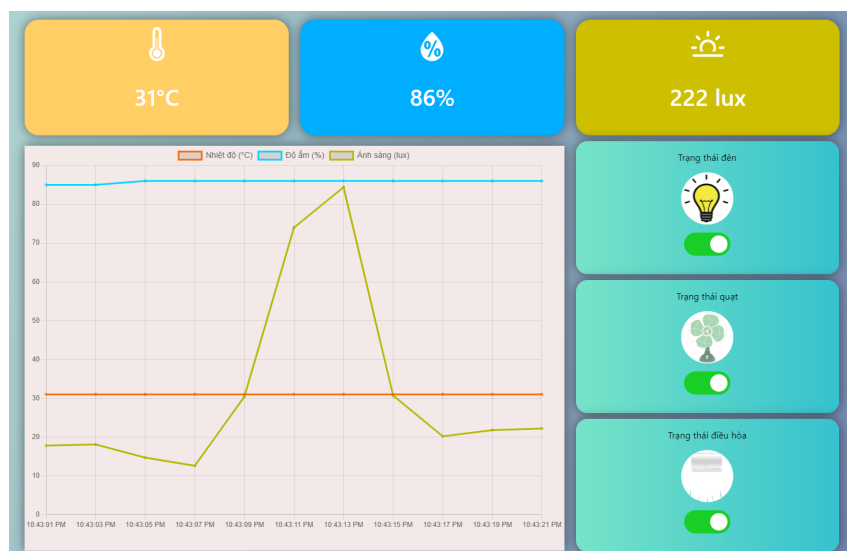 31°C
%
86%
222 lux
Nhiệt độ (°C) Độ ẩm (%) Ánh sáng (lux)
90
80
70
60
50
40
30
20
10
0
10:43:01 PM 10:43:03 PM 10:43:05 PM 10:43:07 PM 10:43:09 PM 10:43:11 PM 10:43:13 PM 10:43:15 PM 10:43:17 PM 10:43:19 PM 10:43:21 PM
Trạng thái đèn
Trạng thái quạt
Trạng thái điều hòa